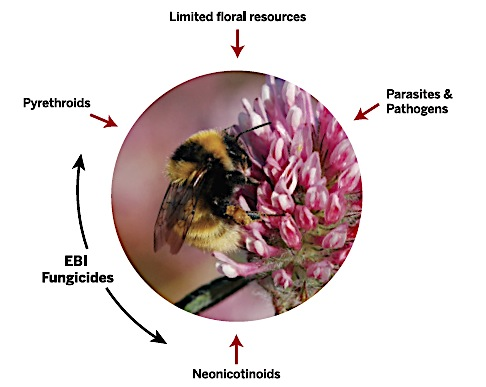 Limited floral resources
Pyrethroids
Parasites &
Pathogens
EBI
Fungicides
Neonicotinoids